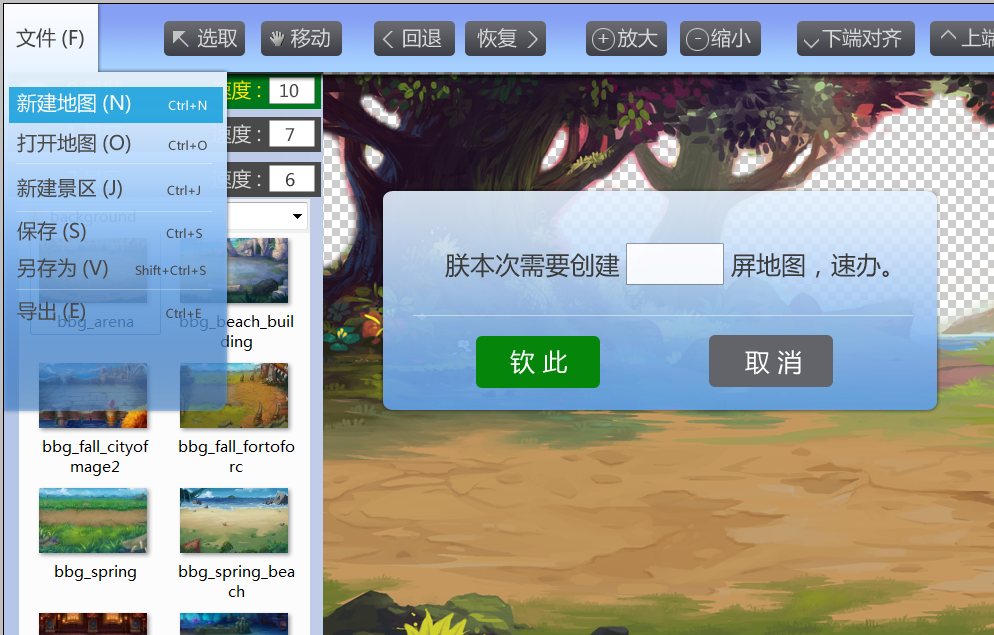 文件 (F)
选取
移动
回退
恢复
放大
缩小
下端对齐
上端
新建地图 (N) Ctrl+N
打开地图 (O) Ctrl+O
新建景区 (J) Ctrl+J
保存 (S) Ctrl+S
另存为 (V) Shift+Ctrl+S
导出 (E) Ctrl+E
速度： 10
速度： 7
速度： 6
background
bbg_arena
bbg_beach_buil
ding
bbg_fall_cityof
mage2
bbg_fall_fortofo
rc
bbg_spring
bbg_spring_bea
ch
朕本次需要创建 屏地图，速办。
钦 此
取 消